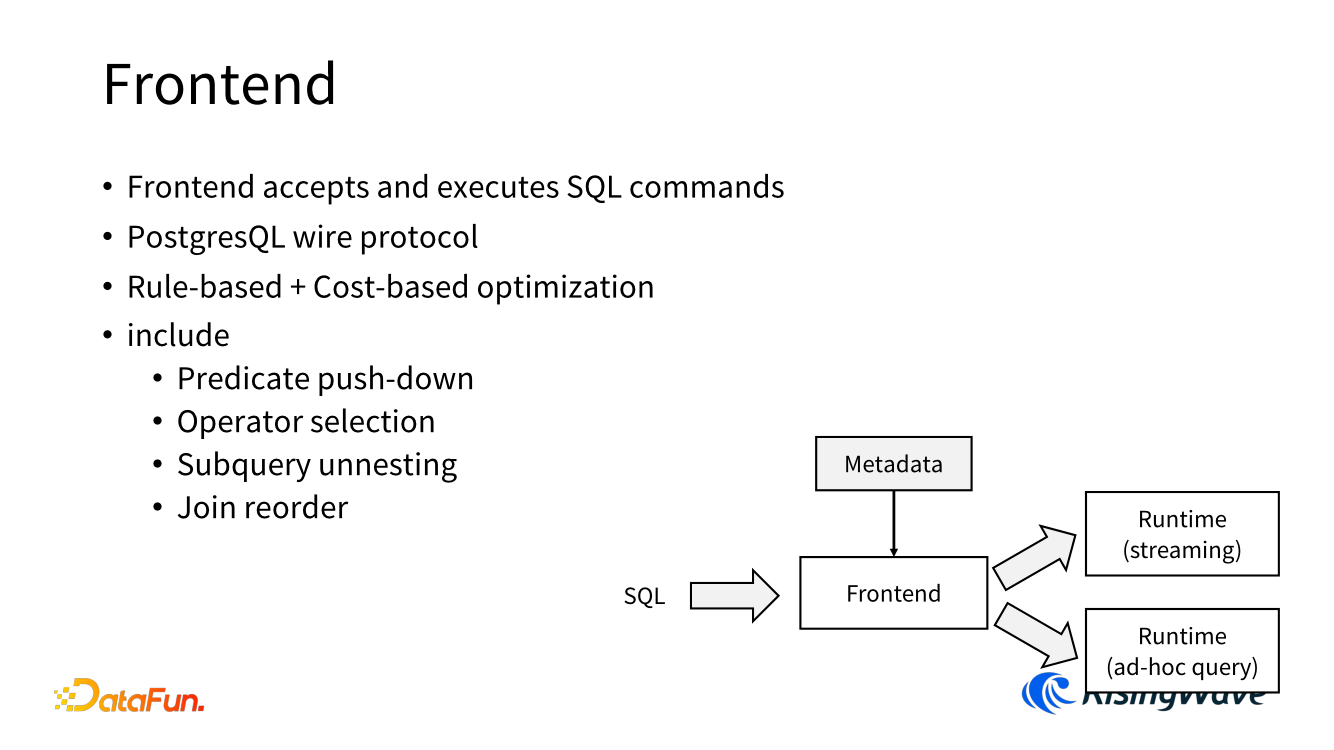 Frontend
• Frontend accepts and executes SQL commands
• PostgresQL wire protocol
• Rule-based + Cost-based optimization
• include
• Predicate push-down
• Operator selection
• Subquery unnesting
• Join reorder
Metadata
Runtime
(streaming)
SQL
Frontend
Runtime
(ad-hoc query)
DataFun.
RisingWave